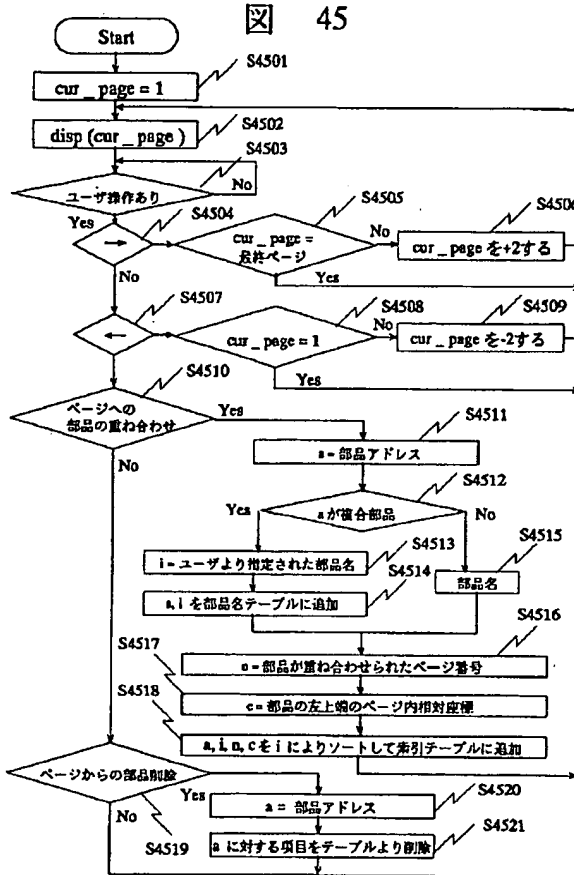 図 45
Start
S4501
cur_page = 1
S4502
disp (cur_page)
S4503
ユーザ操作あり
No
Yes
S4504
→
S4505
cur_page =
最終ページ
No
S4506
cur_page を+2する
Yes
No
S4507
←
S4508
cur_page = 1
No
S4509
cur_page を-2する
Yes
S4510
ページへの
部品の重ね合わせ
Yes
No
S4511
a = 部品アドレス
S4512
a が複合部品
Yes
No
S4513
i = ユーザより指定された部品名
S4514
a, i を部品名テーブルに追加
S4515
部品名
S4516
n = 部品が重ね合わせられたページ番号
S4517
c = 部品の左上端のページ内相対座標
S4518
a, i, n, c を i によりソートして索引テーブルに追加
ページからの部品削除
S4519
Yes
No
S4520
a = 部品アドレス
S4521
a に対する項目をテーブルより削除